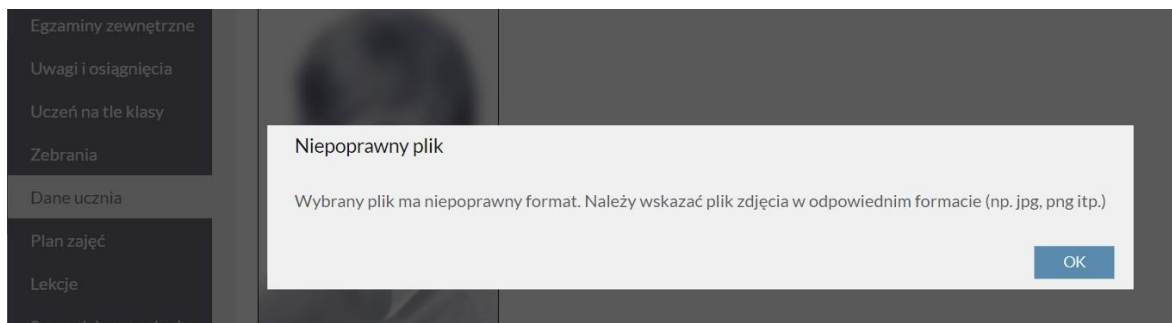 Egzaminy zewnętrzne
Uwagi i osiągnięcia
Uczeń na tle klasy
Zebrania
Dane ucznia
Plan zajęć
Lekcje
Niepoprawny plik
Wybrany plik ma niepoprawny format. Należy wskazać plik zdjęcia w odpowiednim formacie (np. jpg, png itp.)
OK